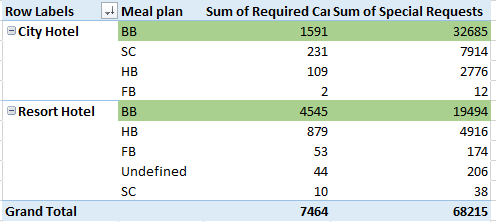 Row Labels Meal plan Sum of Required Ca Sum of Special Requests
City Hotel BB 1591 32685
SC 231 7914
HB 109 2776
FB 2 12
Resort Hotel BB 4545 19494
HB 879 4916
FB 53 174
Undefined 44 206
SC 10 38
Grand Total 7464 68215